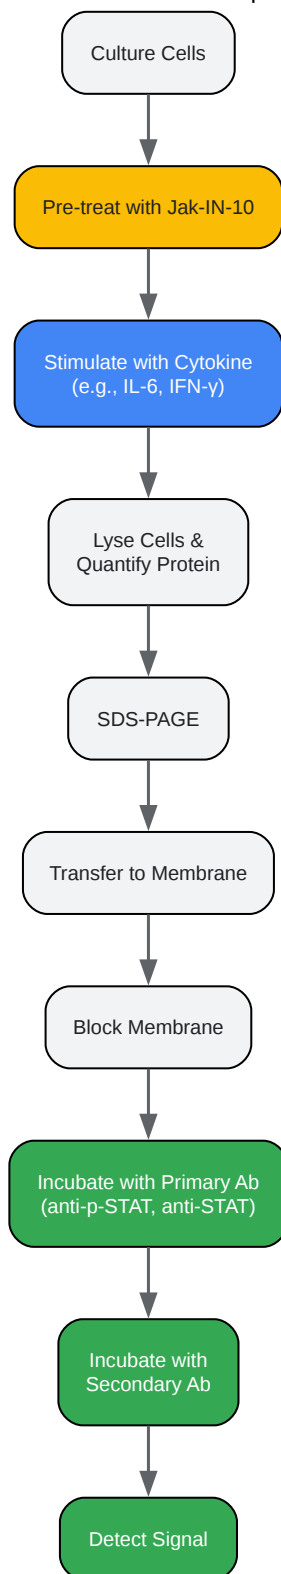 Culture Cells
Pre-treat with Jak-IN-10
Stimulate with Cytokine
(e.g., IL-6, IFN-γ)
Lyse Cells &
Quantify Protein
SDS-PAGE
Transfer to Membrane
Block Membrane
Incubate with Primary Ab
(anti-p-STAT, anti-STAT)
Incubate with
Secondary Ab
Detect Signal